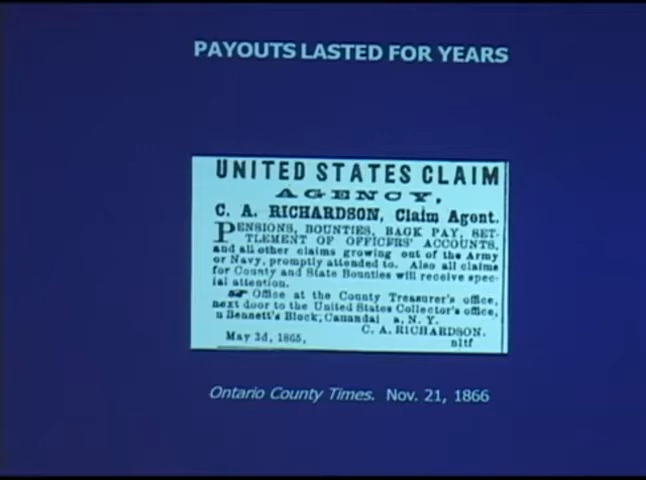 PAYOUTS LASTED FOR YEARS
UNITED STATES CLAIM
AGENCY,
C. A. RICHARDSON, Claim Agent.
PENSIONS, BOUNTIES, BACK PAY, SET-
TLEMENT OF OFFICERS' ACCOUNTS,
and all other claims growing out of the Army
or Navy, promptly attended to. Also all claims
for County and State Bounties will receive spec-
ial attention.
☞ Office at the County Treasurer's office,
next door to the United States Collector's office,
n Bennett's Block, Canandai a, N. Y.
C. A. RICHARDSON.
May 3d, 1865, n1tf
Ontario County Times. Nov. 21, 1866